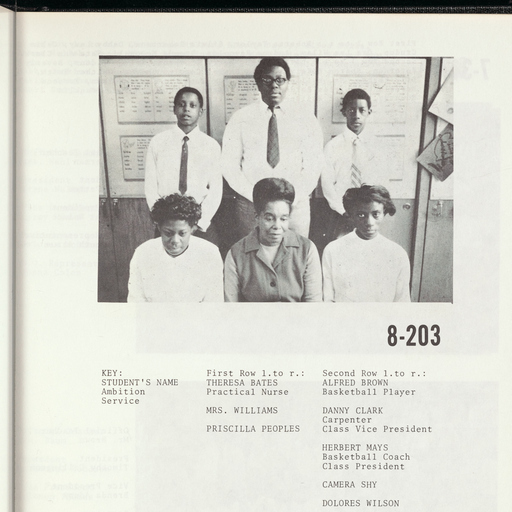 8-203
KEY:
STUDENT'S NAME
Ambition
Service
First Row l.to r.:
THERESA BATES
Practical Nurse
MRS. WILLIAMS
PRISCILLA PEOPLES
Second Row l.to r.:
ALFRED BROWN
Basketball Player
DANNY CLARK
Carpenter
Class Vice President
HERBERT MAYS
Basketball Coach
Class President
CAMERA SHY
DOLORES WILSON